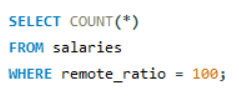 SELECT COUNT(*)
FROM salaries
WHERE remote_ratio = 100;